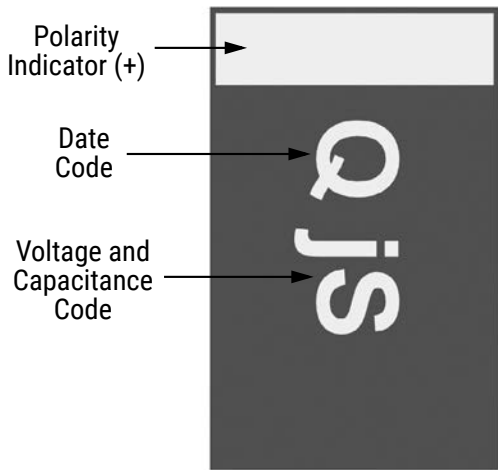 Polarity
Indicator (+)
Date
Code
Voltage and
Capacitance
Code
Q jS